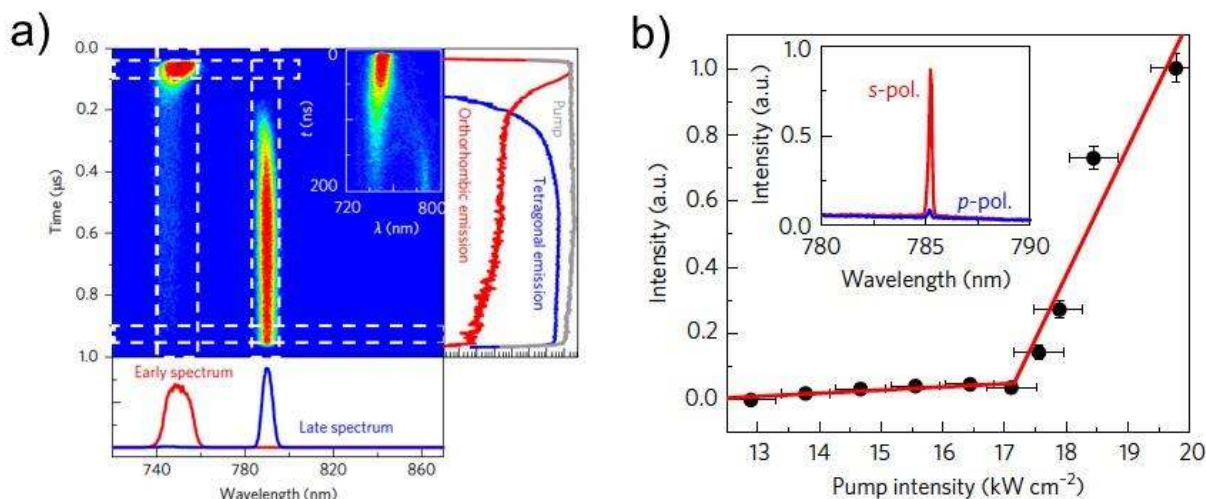 a)
0.0
0.2
0.4
0.6
0.8
1.0
Time (μs)
0
t (ns)
200
720
800
λ (nm)
Orthorhombic emission
Tetragonal emission
Pump
Early spectrum
Late spectrum
740
780
820
860
Wavelength (nm)
b)
1.0
0.8
0.6
0.4
0.2
0.0
Intensity (a.u.)
1.0
0.5
0.0
Intensity (a.u.)
s-pol.
p-pol.
780
785
790
Wavelength (nm)
13
14
15
16
17
18
19
20
Pump intensity (kW cm⁻²)